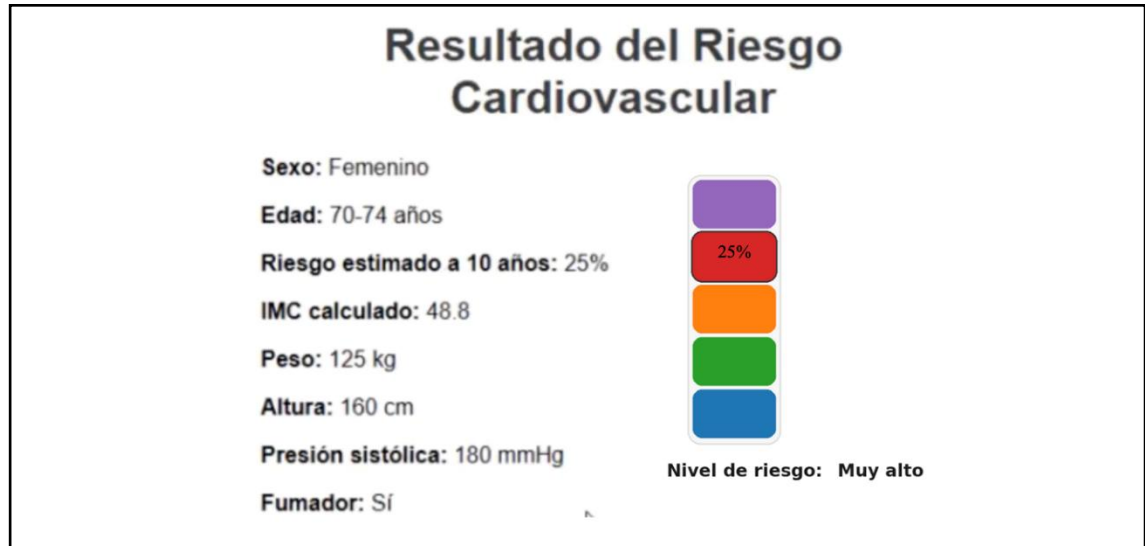 Resultado del Riesgo
Cardiovascular
Sexo: Femenino
Edad: 70-74 años
Riesgo estimado a 10 años: 25%
25%
IMC calculado: 48.8
Peso: 125 kg
Altura: 160 cm
Presión sistólica: 180 mmHg
Nivel de riesgo: Muy alto
Fumador: Sí